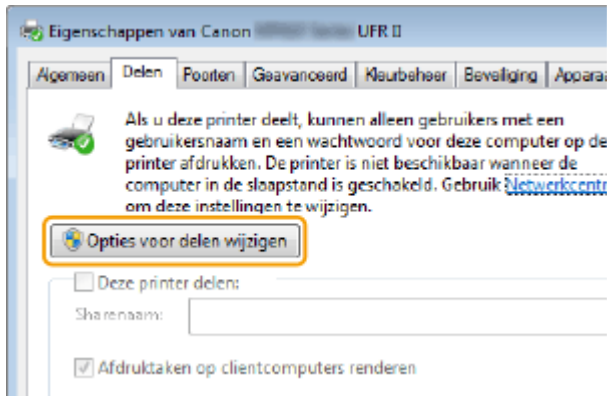 Eigenschappen van Canon UFR II
Algemeen Delen Poorten Geavanceerd Kleurbeheer Beveiliging Apparaa
Als u deze printer deelt, kunnen alleen gebruikers met een
gebruikersnaam en een wachtwoord voor deze computer op de
printer afdrukken. De printer is niet beschikbaar wanneer de
computer in de slaapstand is geschakeld. Gebruik Netwerkcentr
om deze instellingen te wijzigen.
Opties voor delen wijzigen
Deze printer delen:
Sharenaam:
Afdruktaken op clientcomputers renderen